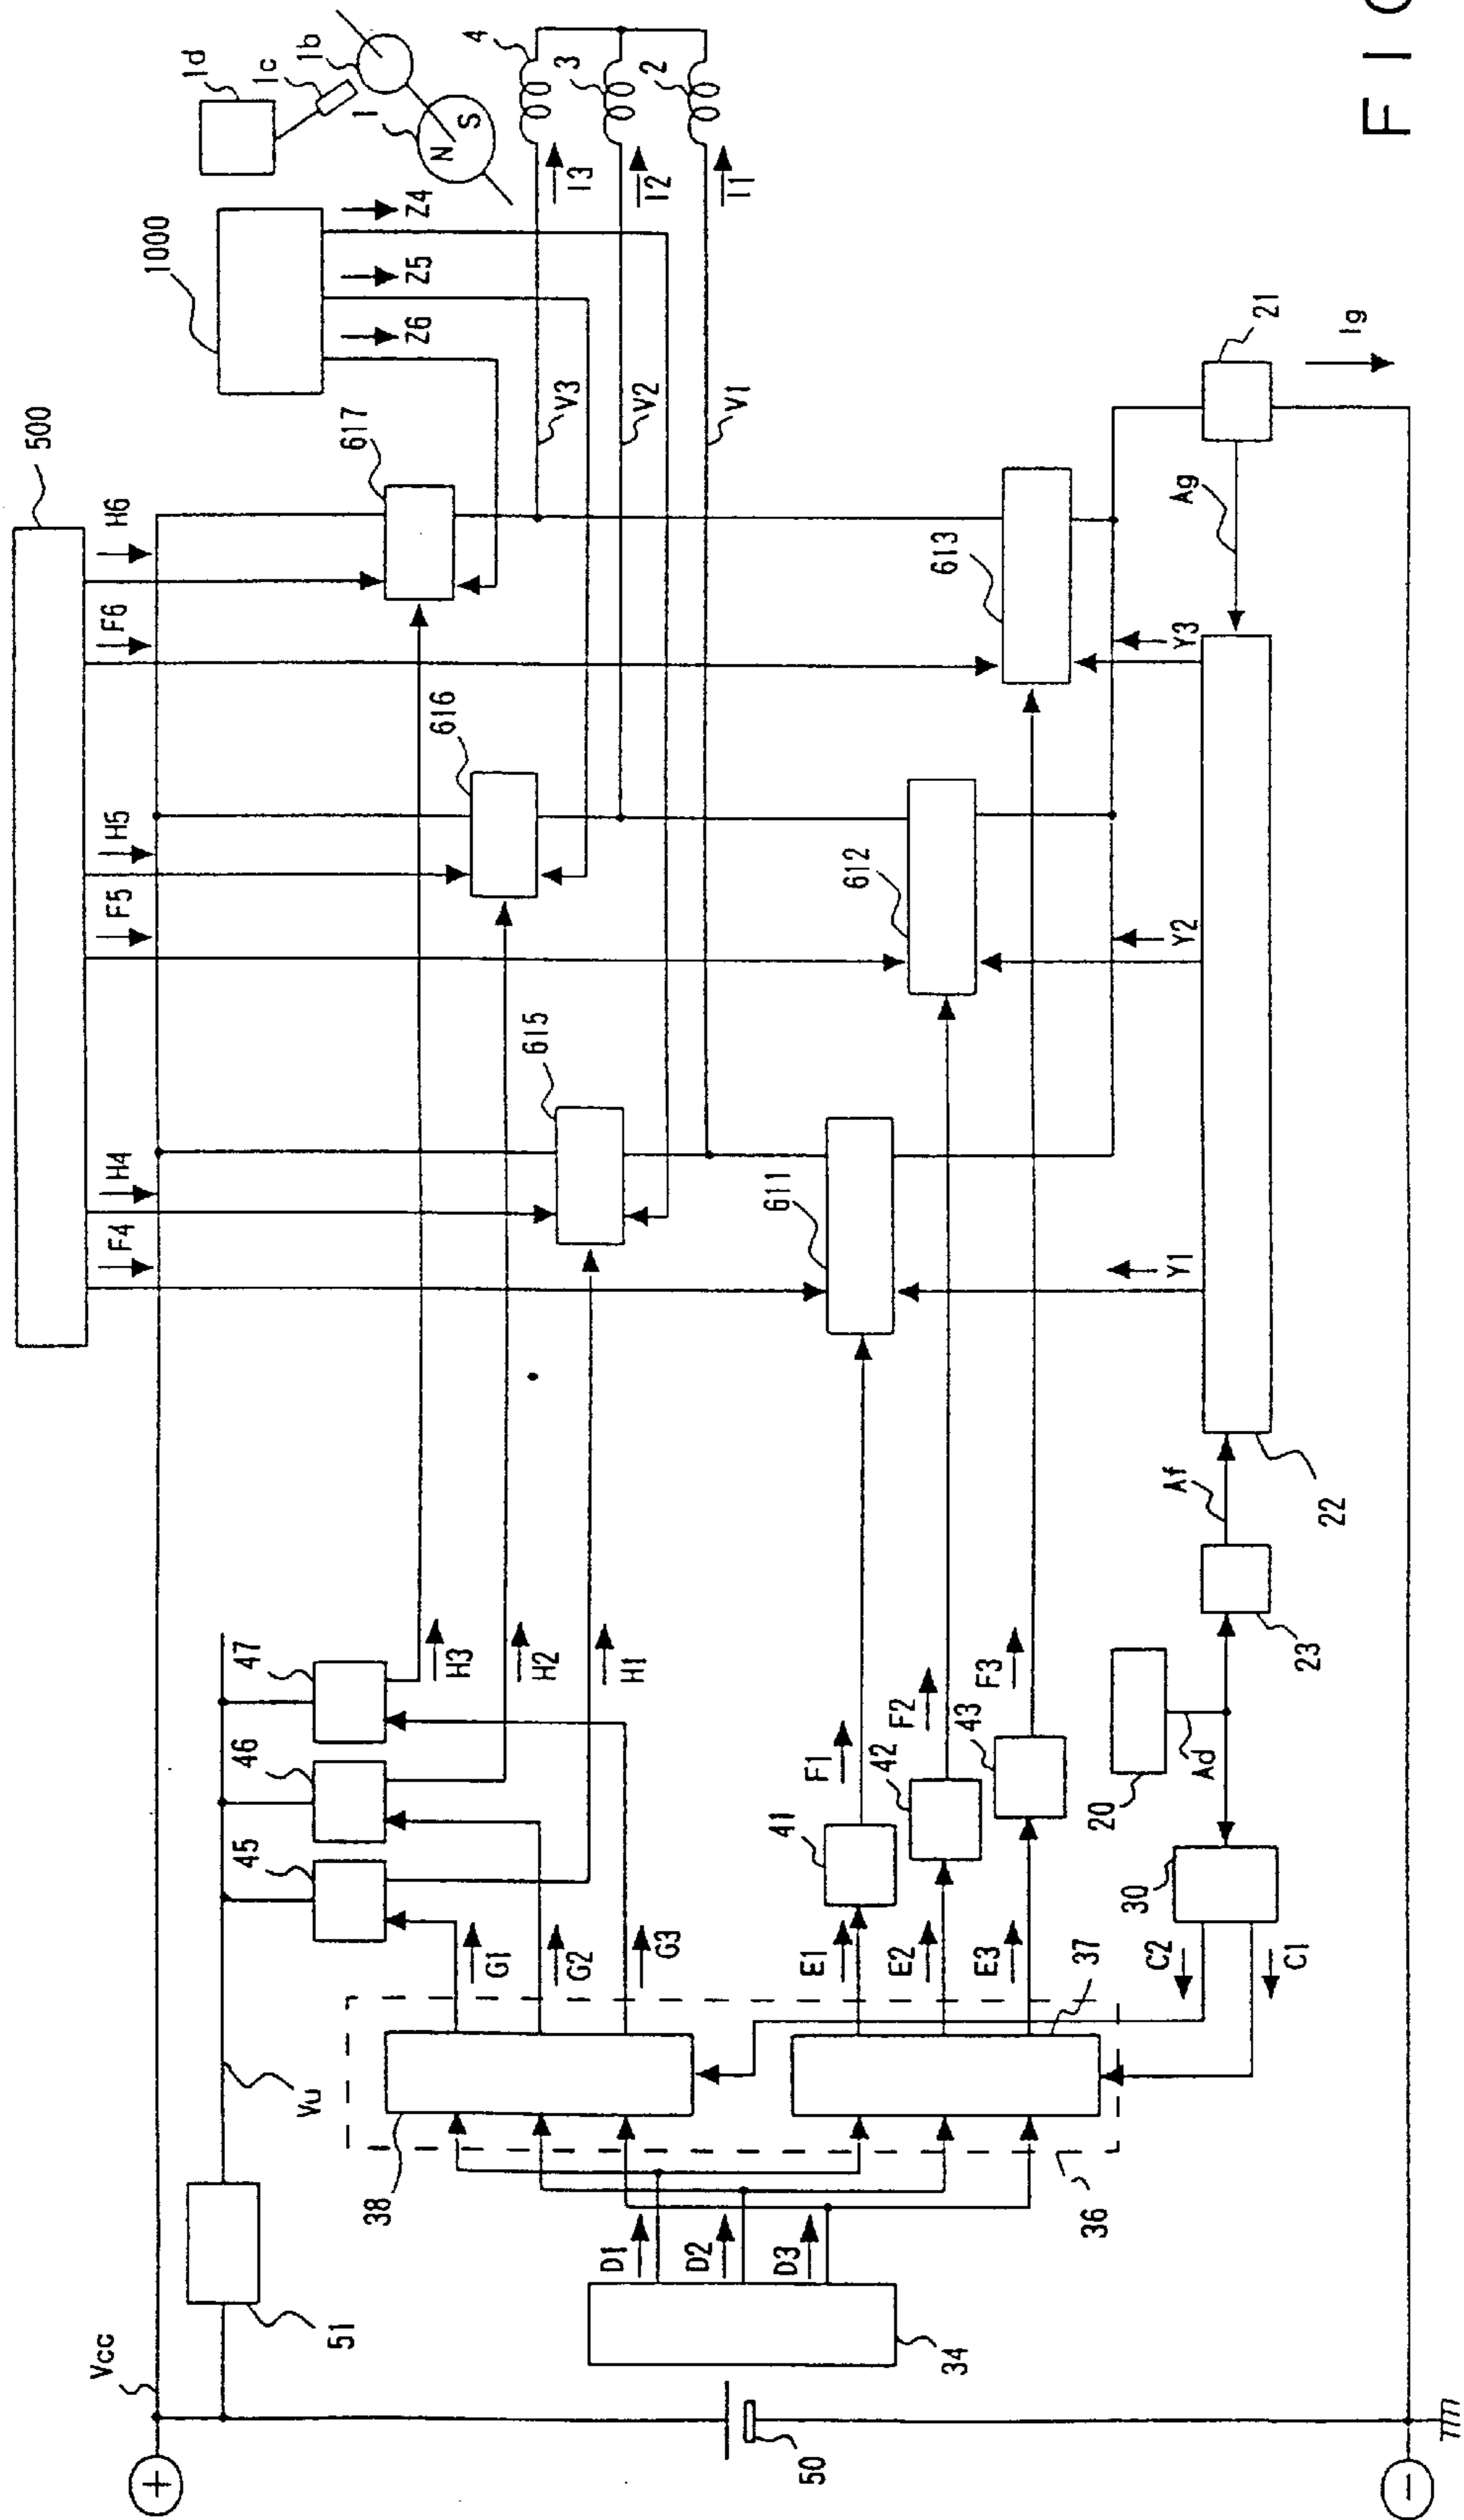 500
1000
1d
1c
1b
1
N S
H6
F6
H5
F5
H4
F4
617
616
615
Z6
Z5
Z4
4
3
2
I3
I2
I1
V3
V2
V1
Vcc
51
Vu
47
46
45
H3
H2
H1
G1
G2
G3
38
D1
D2
D3
34
36
37
E1
E2
E3
41
42
43
F1
F2
F3
613
612
611
Y3
Y2
Y1
Ag
21
Ig
22
Af
23
20
Ad
30
C2
C1
50
+
-